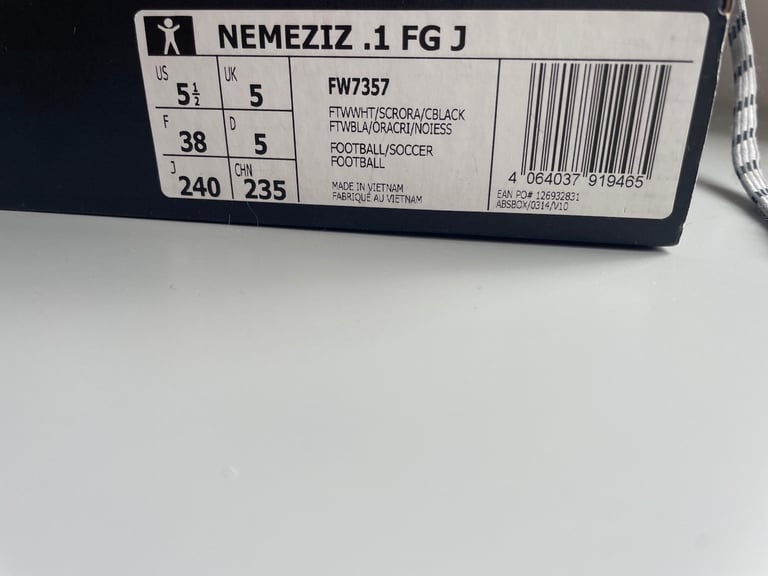 NEMEZIZ .1 FG J
US 5½ UK 5
F 38 D 5
J 240 CHN 235
FW7357
FTWWHT/SCRORA/CBLACK
FTWBLA/ORACRI/NOIESS
FOOTBALL/SOCCER
FOOTBALL
MADE IN VIETNAM
FABRIQUÉ AU VIETNAM
4 064037 919465
EAN PO# 126932831
ABSBOX/0314/V10